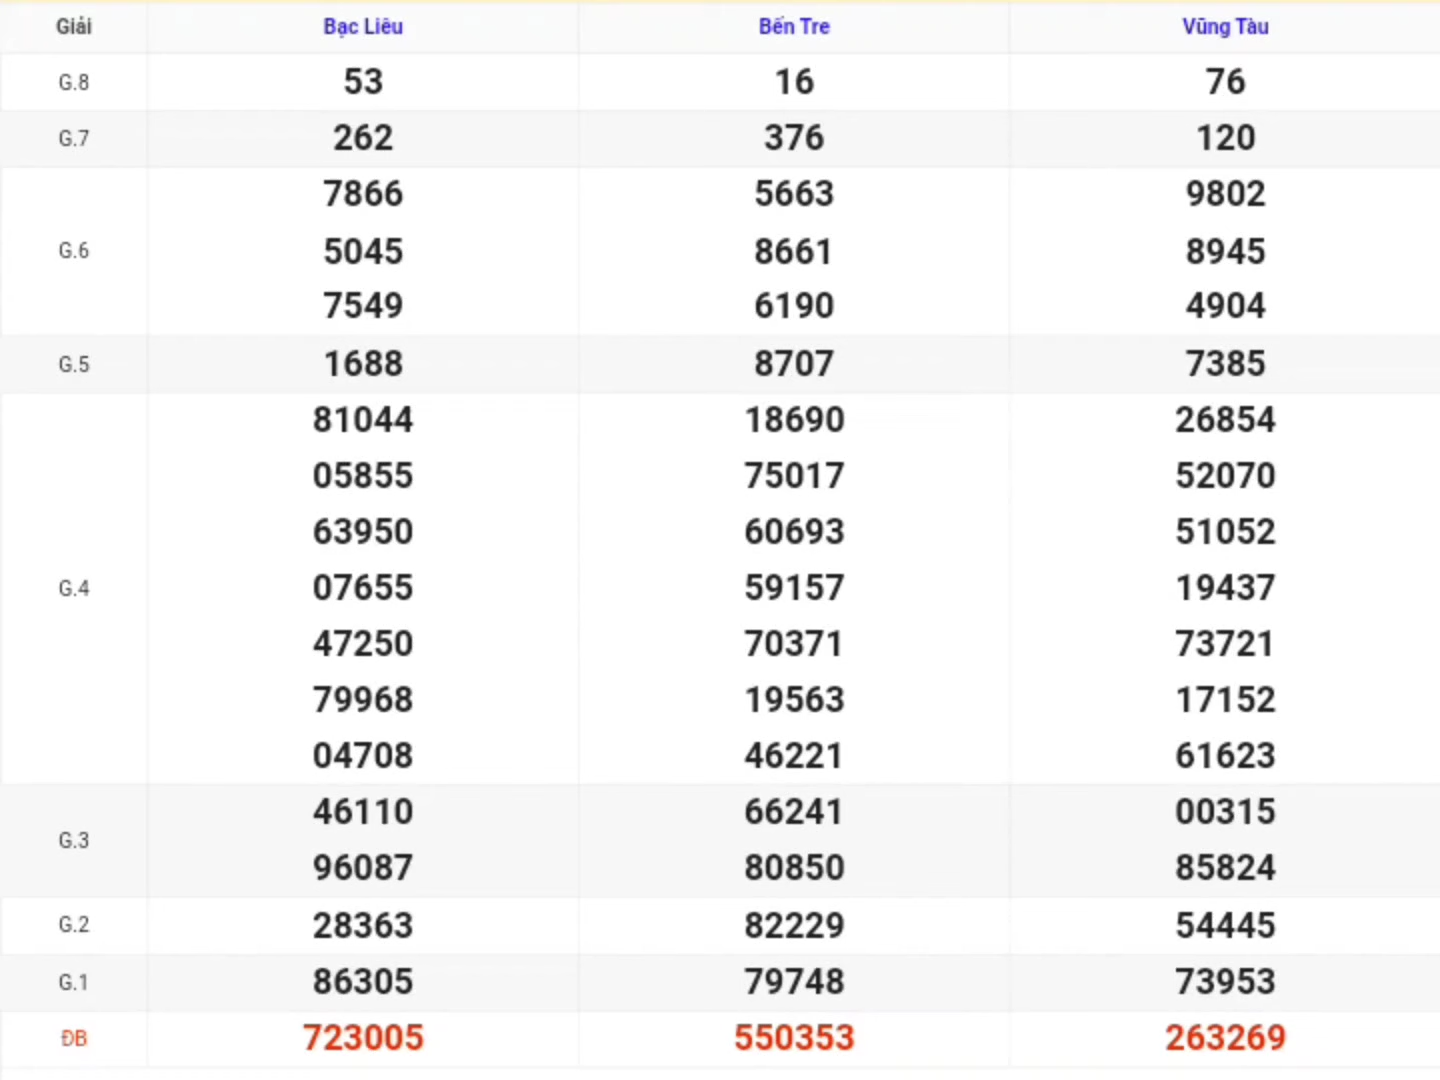 Giải Bạc Liêu Bến Tre Vũng Tàu
G.8 53 16 76
G.7 262 376 120
7866 5663 9802
G.6 5045 8661 8945
7549 6190 4904
G.5 1688 8707 7385
81044 18690 26854
05855 75017 52070
63950 60693 51052
G.4 07655 59157 19437
47250 70371 73721
79968 19563 17152
04708 46221 61623
G.3 46110 66241 00315
96087 80850 85824
G.2 28363 82229 54445
G.1 86305 79748 73953
ĐB 723005 550353 263269